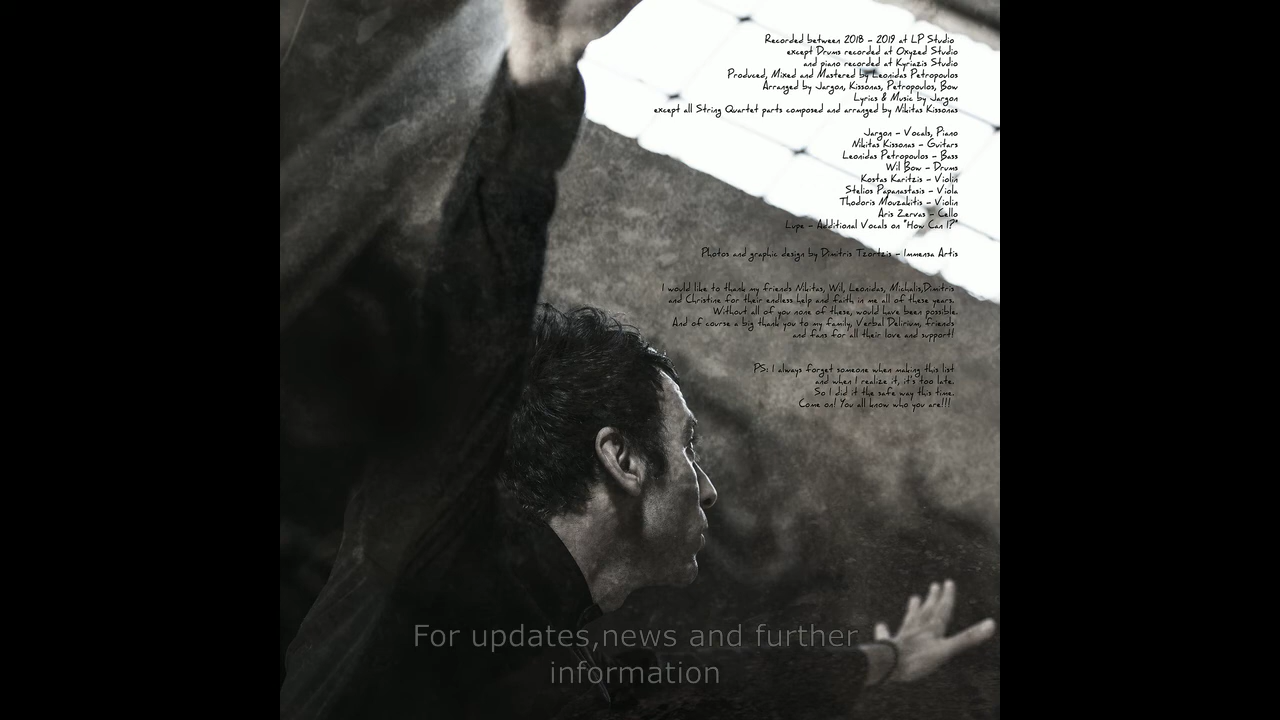 Recorded between 2018 - 2019 at LP Studio
except Drums recorded at Oxyzed Studio
and piano recorded at Kyriazis Studio
Produced, Mixed and Mastered by Leonidas Petropoulos
Arranged by Jargon, Kissonas, Petropoulos, Bow
Lyrics & Music by Jargon
except all String Quartet parts composed and arranged by Nikitas Kissonas
Jargon - Vocals, Piano
Nikitas Kissonas - Guitars
Leonidas Petropoulos - Bass
Wil Bow - Drums
Kostas Karitzis - Violin
Stelios Papanastasis - Viola
Thodoris Mouzakitis - Violin
Aris Zervas - Cello
Lupe - Additional Vocals on "How Can I?"
Photos and graphic design by Dimitris Tzortzis - Immensa Artis
I would like to thank my friends Nikitas, Wil, Leonidas, Michalis,Dimitris
and Christine for their endless help and faith in me all of these years.
Without all of you none of these, would have been possible.
And of course a big thank you to my family, Verbal Delirium, friends
and fans for all their love and support!
PS: I always forget someone when making this list
and when I realize it, it's too late.
So I did it the safe way this time.
Come on! You all know who you are!!!
For updates,news and further
information